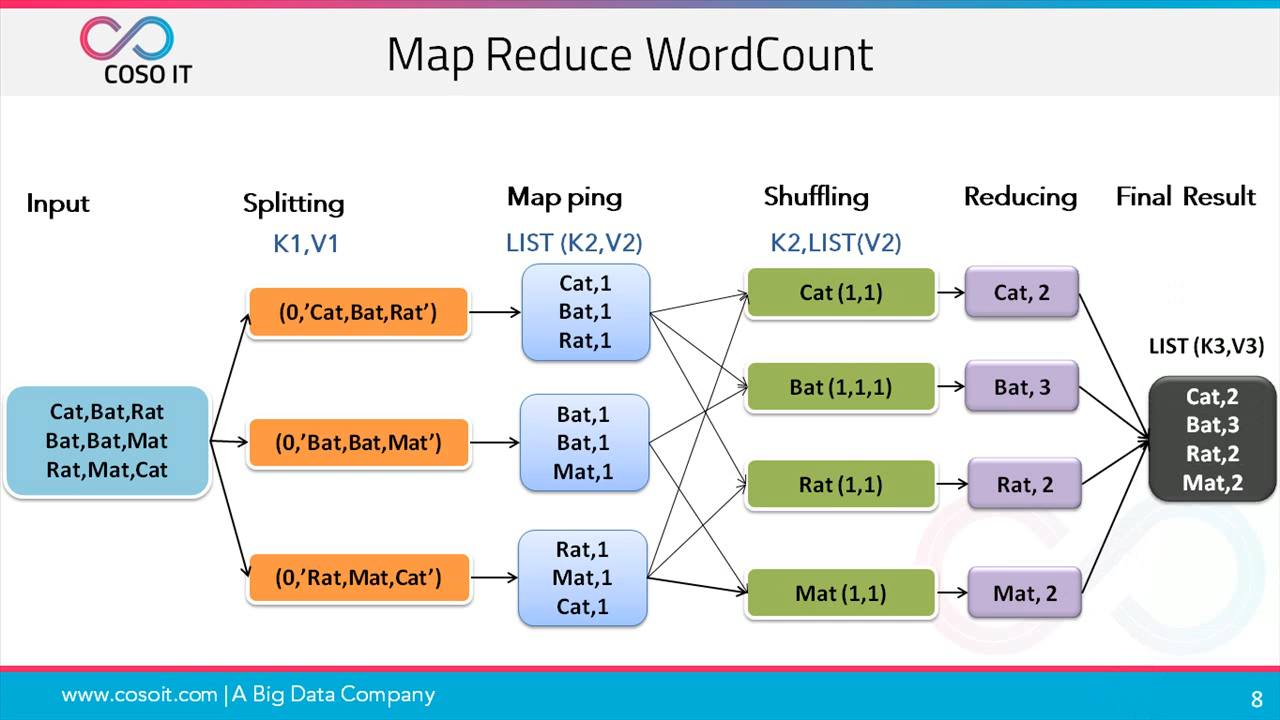 COSO IT
Map Reduce WordCount
Input
Splitting
K1,V1
Map ping
LIST (K2,V2)
Shuffling
K2,LIST(V2)
Reducing
Final Result
LIST (K3,V3)
Cat,Bat,Rat
Bat,Bat,Mat
Rat,Mat,Cat
(0,’Cat,Bat,Rat’)
(0,’Bat,Bat,Mat’)
(0,’Rat,Mat,Cat’)
Cat,1
Bat,1
Rat,1
Bat,1
Bat,1
Mat,1
Rat,1
Mat,1
Cat,1
Cat (1,1)
Bat (1,1,1)
Rat (1,1)
Mat (1,1)
Cat, 2
Bat, 3
Rat, 2
Mat, 2
Cat,2
Bat,3
Rat,2
Mat,2
www.cosoit.com | A Big Data Company
8